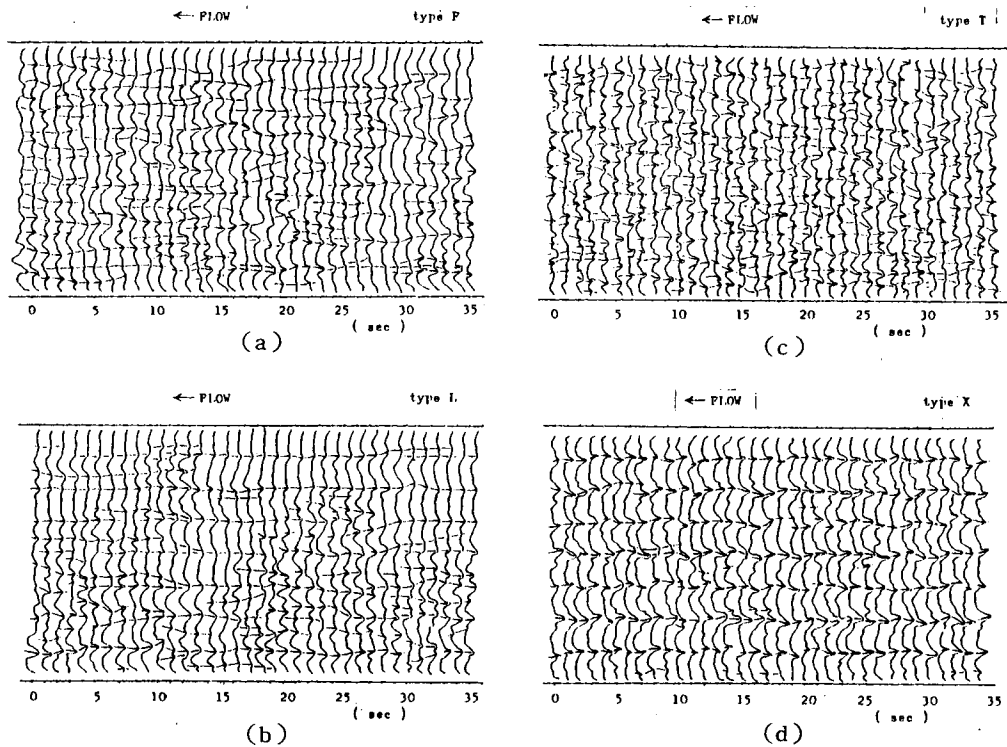 ← FLOW type F
0 5 10 15 20 25 30 35
( sec )
(a)
← FLOW type L
0 5 10 15 20 25 30 35
( sec )
(b)
← FLOW type T
0 5 10 15 20 25 30 35
( sec )
(c)
← FLOW type X
0 5 10 15 20 25 30 35
( sec )
(d)